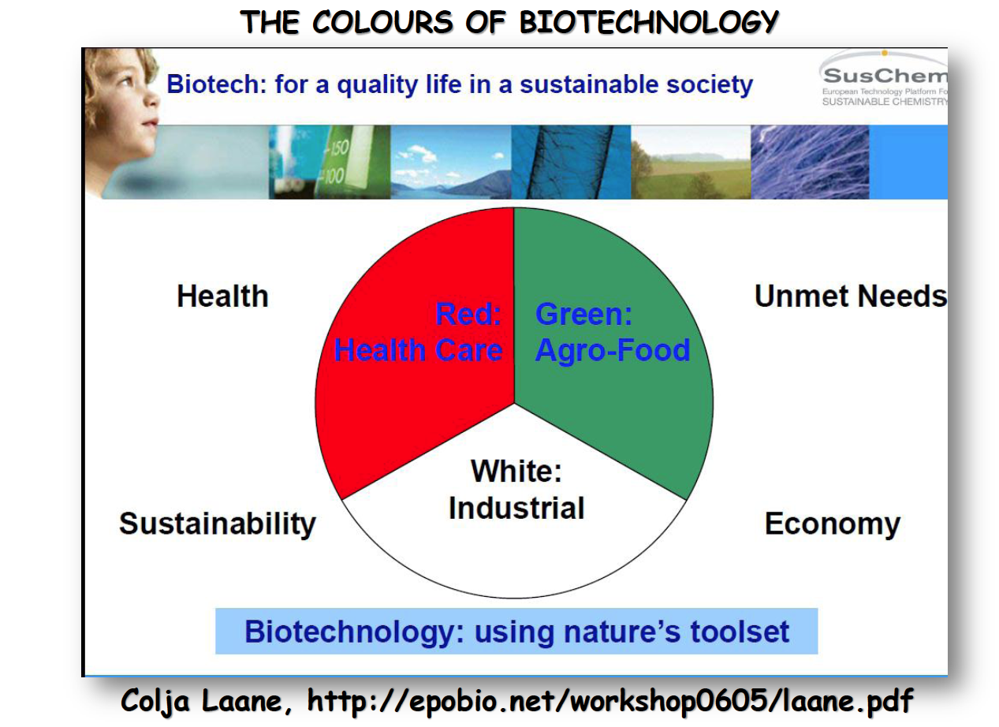 THE COLOURS OF BIOTECHNOLOGY
Biotech: for a quality life in a sustainable society
SusChem
European Technology Platform Fo
SUSTAINABLE CHEMISTRY
150
100
Health
Unmet Needs
Red:
Health Care
Green:
Agro-Food
White:
Industrial
Sustainability
Economy
Biotechnology: using nature's toolset
Colja Laane, http://epobio.net/workshop0605/laane.pdf